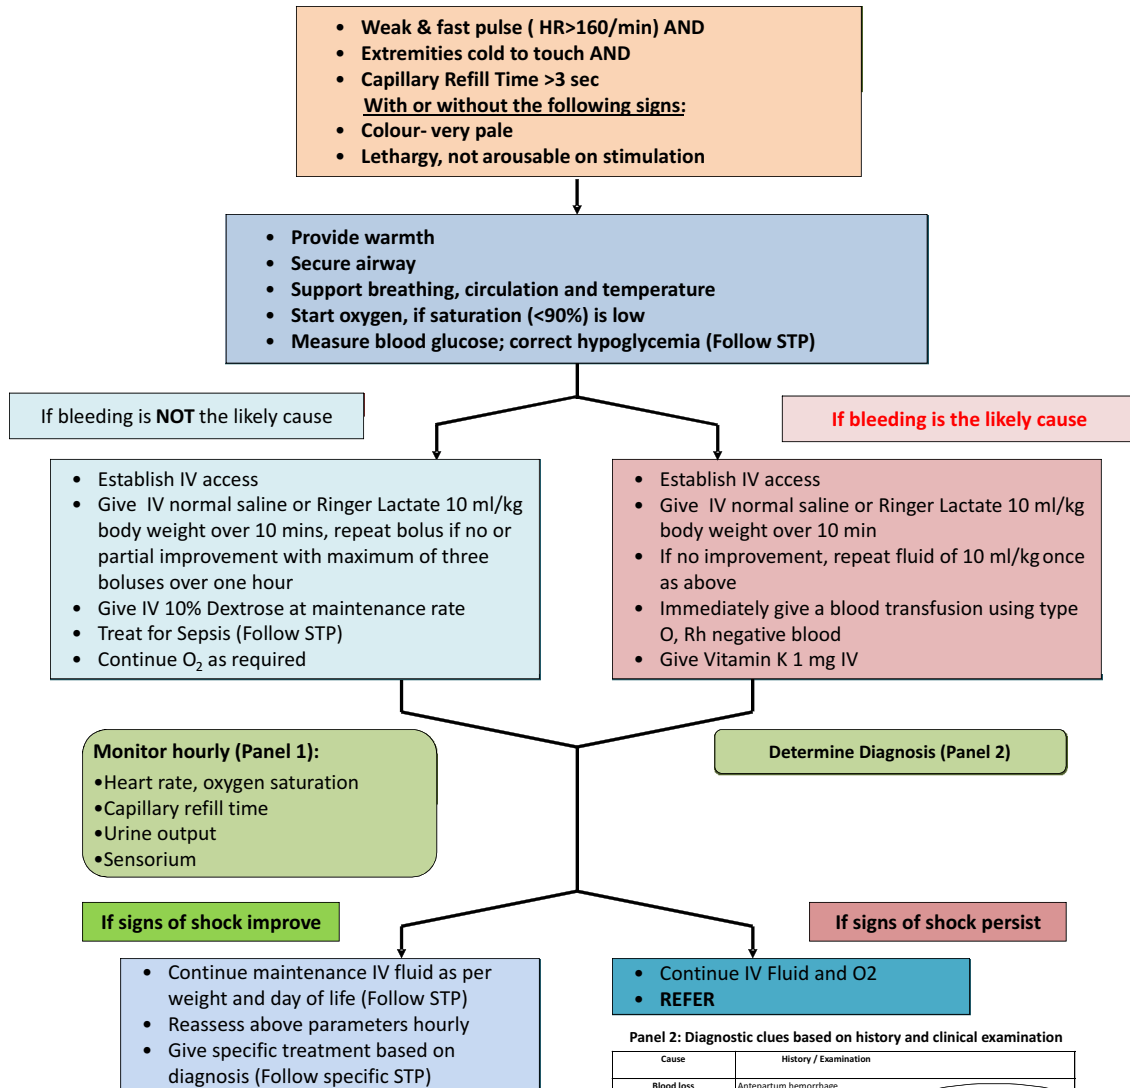 • Weak & fast pulse ( HR>160/min) AND
• Extremities cold to touch AND
• Capillary Refill Time >3 sec
With or without the following signs:
• Colour- very pale
• Lethargy, not arousable on stimulation
• Provide warmth
• Secure airway
• Support breathing, circulation and temperature
• Start oxygen, if saturation (<90%) is low
• Measure blood glucose; correct hypoglycemia (Follow STP)
If bleeding is NOT the likely cause
If bleeding is the likely cause
• Establish IV access
• Give IV normal saline or Ringer Lactate 10 ml/kg
body weight over 10 mins, repeat bolus if no or
partial improvement with maximum of three
boluses over one hour
• Give IV 10% Dextrose at maintenance rate
• Treat for Sepsis (Follow STP)
• Continue O2 as required
• Establish IV access
• Give IV normal saline or Ringer Lactate 10 ml/kg
body weight over 10 min
• If no improvement, repeat fluid of 10 ml/kg once
as above
• Immediately give a blood transfusion using type
O, Rh negative blood
• Give Vitamin K 1 mg IV
Monitor hourly (Panel 1):
•Heart rate, oxygen saturation
•Capillary refill time
•Urine output
•Sensorium
Determine Diagnosis (Panel 2)
If signs of shock improve
If signs of shock persist
• Continue maintenance IV fluid as per
weight and day of life (Follow STP)
• Reassess above parameters hourly
• Give specific treatment based on
diagnosis (Follow specific STP)
• Continue IV Fluid and O2
• REFER
Panel 2: Diagnostic clues based on history and clinical examination
Cause History / Examination
Blood loss Antepartum hemorrhage